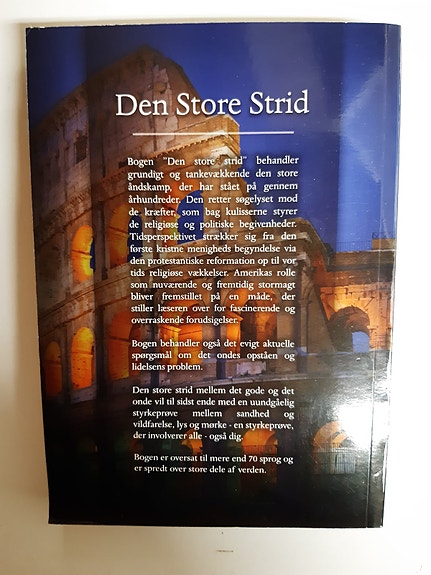 Den Store Strid
Bogen "Den store strid" behandler
grundigt og tankevækkende den store
åndskamp, der har stået på gennem
århundreder. Den retter søgelyset mod
de kræfter, som bag kulisserne styrer
de religiøse og politiske begivenheder.
Tidsperspektivet strækker sig fra den
første kristne menigheds begyndelse via
den protestantiske reformation op til vor
tids religiøse vækkelser. Amerikas rolle
som nuværende og fremtidig stormagt
bliver fremstillet på en måde, der
stiller læseren over for fascinerende og
overraskende forudsigelser.
Bogen behandler også det evigt aktuelle
spørgsmål om det ondes opståen og
lidelsens problem.
Den store strid mellem det gode og det
onde vil til sidst ende med en uundgåelig
styrkeprøve mellem sandhed og
vildfarelse, lys og mørke - en styrkeprøve,
der involverer alle - også dig.
Bogen er oversat til mere end 70 sprog og
er spredt over store dele af verden.